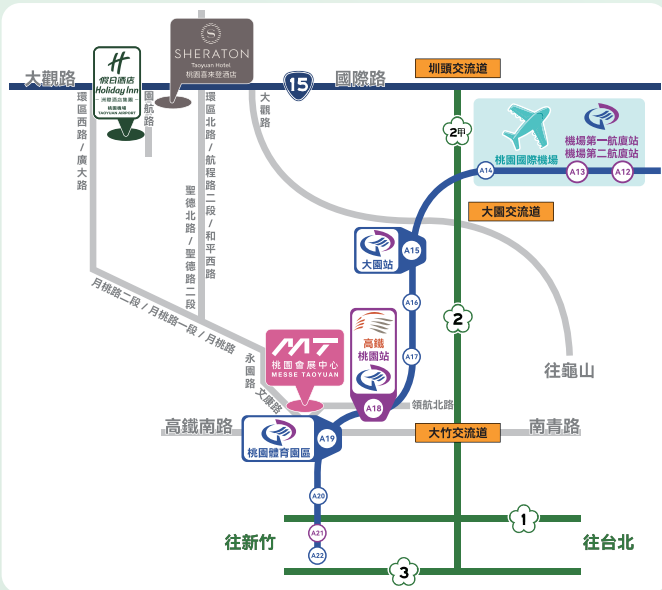 大觀路
假日酒店
Holiday Inn
洲際酒店集團
桃園機場
TAOYUAN AIRPORT
SHERATON
Taoyuan Hotel
桃園喜來登酒店
15
國際路
圳頭交流道
環區西路/廣大路
園航路
環區北路/航程路二段/和平西路
聖德北路/聖德路二段
大觀路
2甲
桃園國際機場
機場第一航廈站
機場第二航廈站
A14
A13
A12
大園交流道
大園站
A15
A16
2
月桃路二段/月桃路一段/月桃路
永園路
文康路
MT
桃園會展中心
MESSE TAOYUAN
高鐵
桃園站
A17
A18
往龜山
領航北路
高鐵南路
桃園體育園區
A19
大竹交流道
南青路
A20
1
A21
往新竹
往台北
A22
3